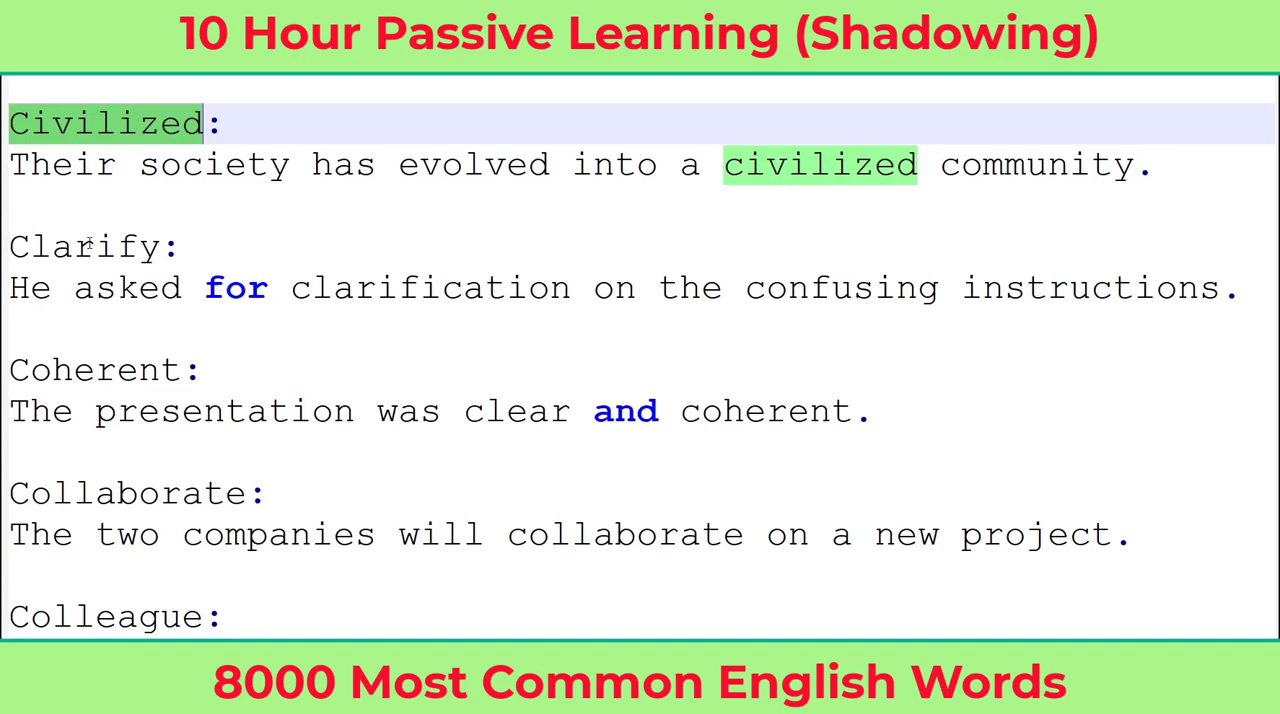 10 Hour Passive Learning (Shadowing)
Civilized:
Their society has evolved into a civilized community.
Clarify:
He asked for clarification on the confusing instructions.
Coherent:
The presentation was clear and coherent.
Collaborate:
The two companies will collaborate on a new project.
Colleague:
8000 Most Common English Words